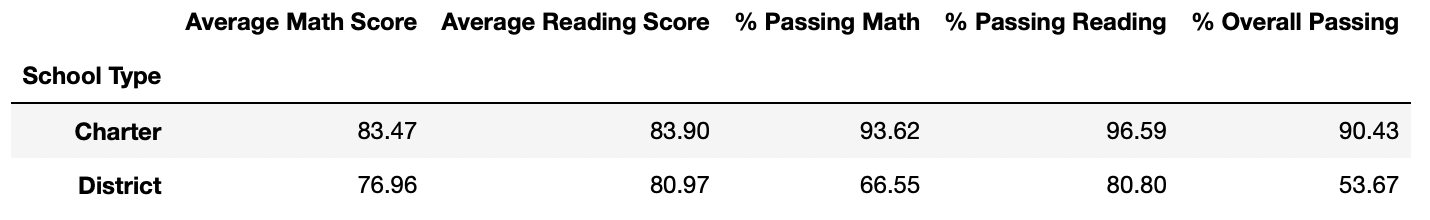 Average Math Score Average Reading Score % Passing Math % Passing Reading % Overall Passing
School Type
Charter 83.47 83.90 93.62 96.59 90.43
District 76.96 80.97 66.55 80.80 53.67